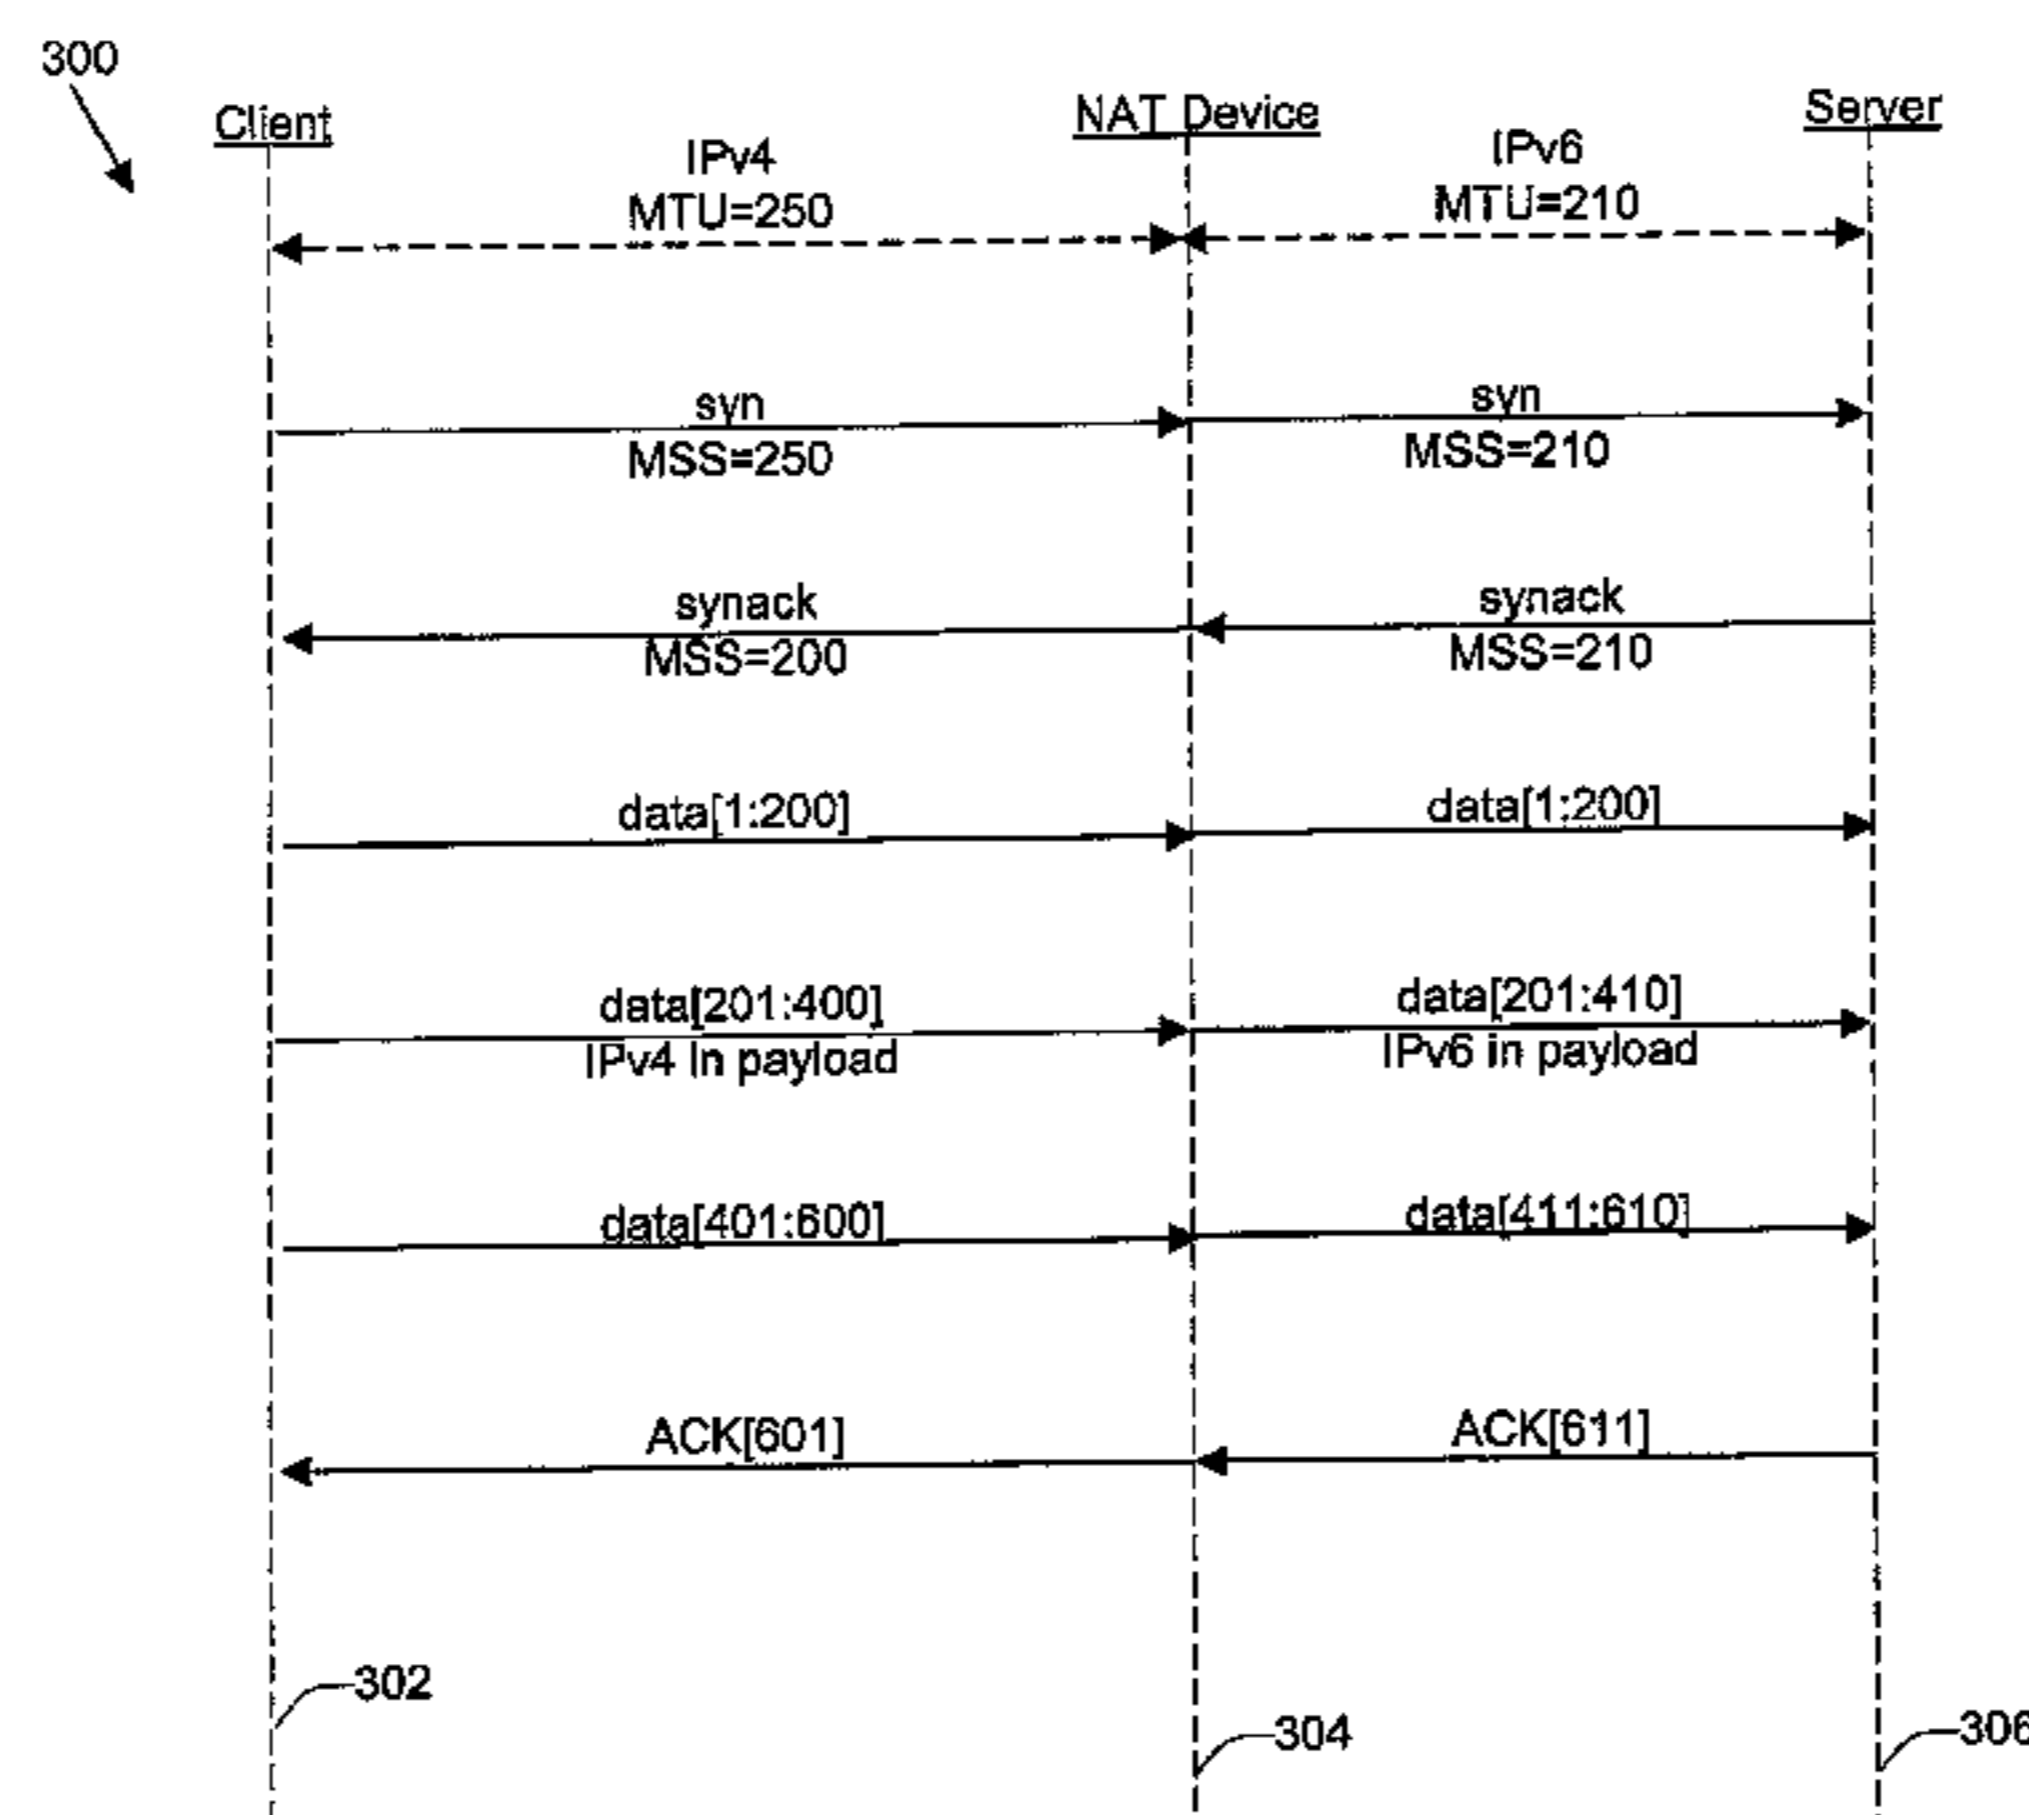 300
Client
NAT Device
Server
IPv4
MTU=250
IPv6
MTU=210
syn
MSS=250
syn
MSS=210
synack
MSS=200
synack
MSS=210
data[1:200]
data[1:200]
data[201:400]
IPv4 in payload
data[201:410]
IPv6 in payload
data[401:600]
data[411:610]
ACK[601]
ACK[611]
302
304
306